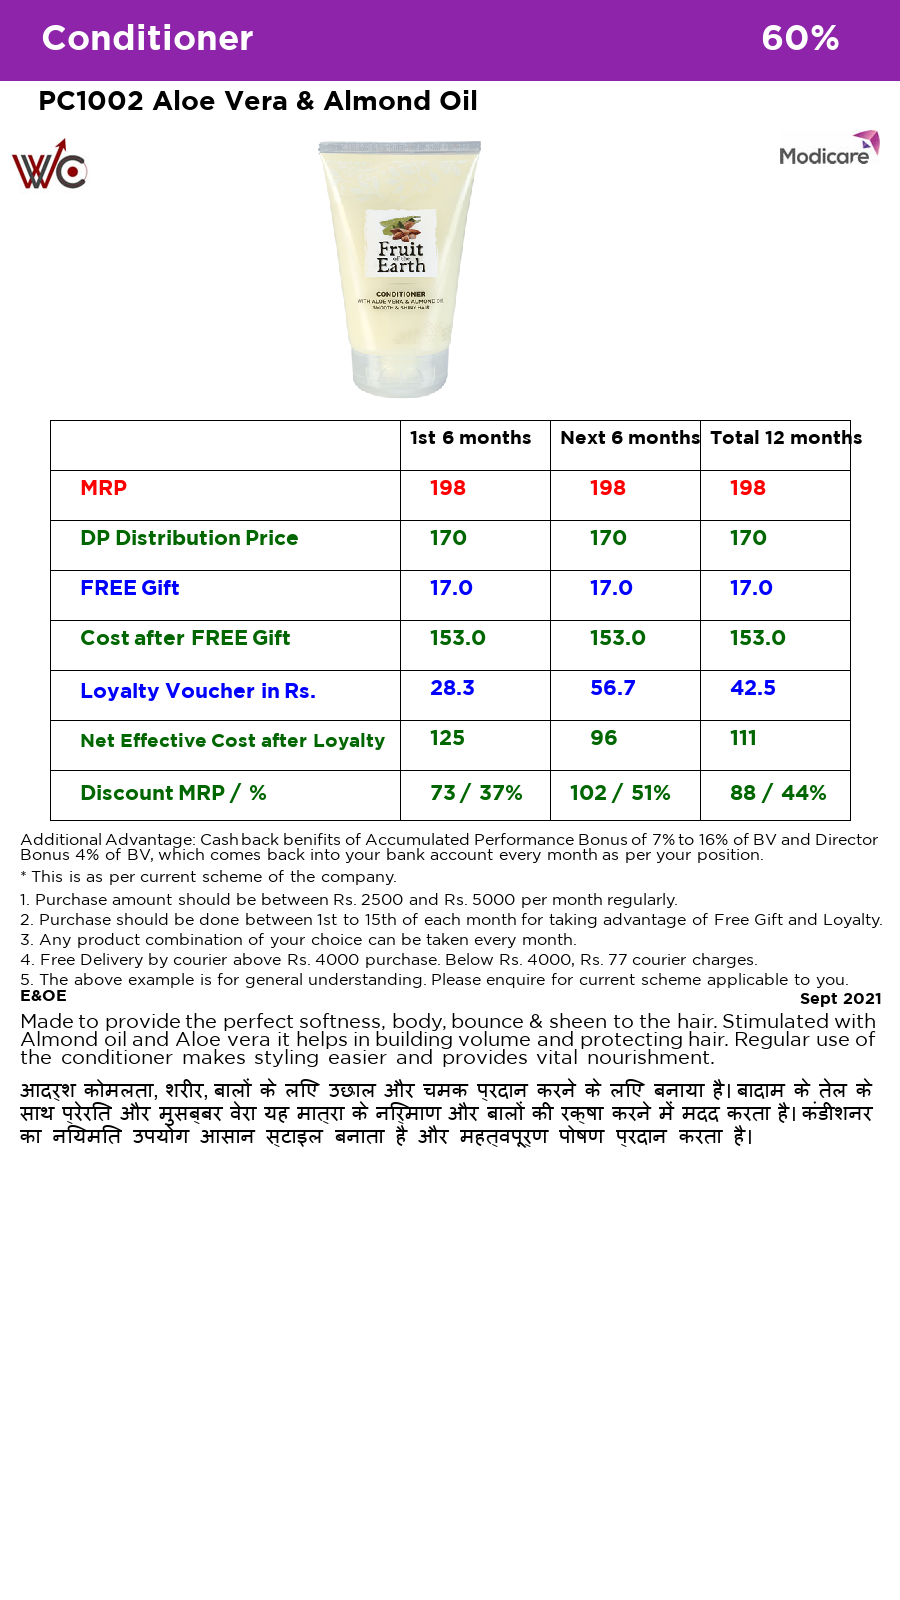 Conditioner 60%
PC1002 Aloe Vera & Almond Oil
WC
Modicare
Fruit
of the
Earth
CONDITIONER
WITH ALOE VERA & ALMOND OIL
SMOOTH & SHINY HAIR
1st 6 months Next 6 months Total 12 months
MRP 198 198 198
DP Distribution Price 170 170 170
FREE Gift 17.0 17.0 17.0
Cost after FREE Gift 153.0 153.0 153.0
Loyalty Voucher in Rs. 28.3 56.7 42.5
Net Effective Cost after Loyalty 125 96 111
Discount MRP / % 73 / 37% 102 / 51% 88 / 44%
Additional Advantage: Cashback benifits of Accumulated Performance Bonus of 7% to 16% of BV and Director
Bonus 4% of BV, which comes back into your bank account every month as per your position.
* This is as per current scheme of the company.
1. Purchase amount should be between Rs. 2500 and Rs. 5000 per month regularly.
2. Purchase should be done between 1st to 15th of each month for taking advantage of Free Gift and Loyalty.
3. Any product combination of your choice can be taken every month.
4. Free Delivery by courier above Rs. 4000 purchase. Below Rs. 4000, Rs. 77 courier charges.
5. The above example is for general understanding. Please enquire for current scheme applicable to you.
E&OE
Sept 2021
Made to provide the perfect softness, body, bounce & sheen to the hair. Stimulated with
Almond oil and Aloe vera it helps in building volume and protecting hair. Regular use of
the conditioner makes styling easier and provides vital nourishment.
आदर्श कोमलता, शरीर, बालों के लिए उछाल और चमक प्रदान करने के लिए बनाया है। बादाम के तेल के
साथ प्रेरित और मुसब्बर वेरा यह मात्रा के निर्माण और बालों की रक्षा करने में मदद करता है। कंडीशनर
का नियमित उपयोग आसान स्टाइल बनाता है और महत्वपूर्ण पोषण प्रदान करता है।